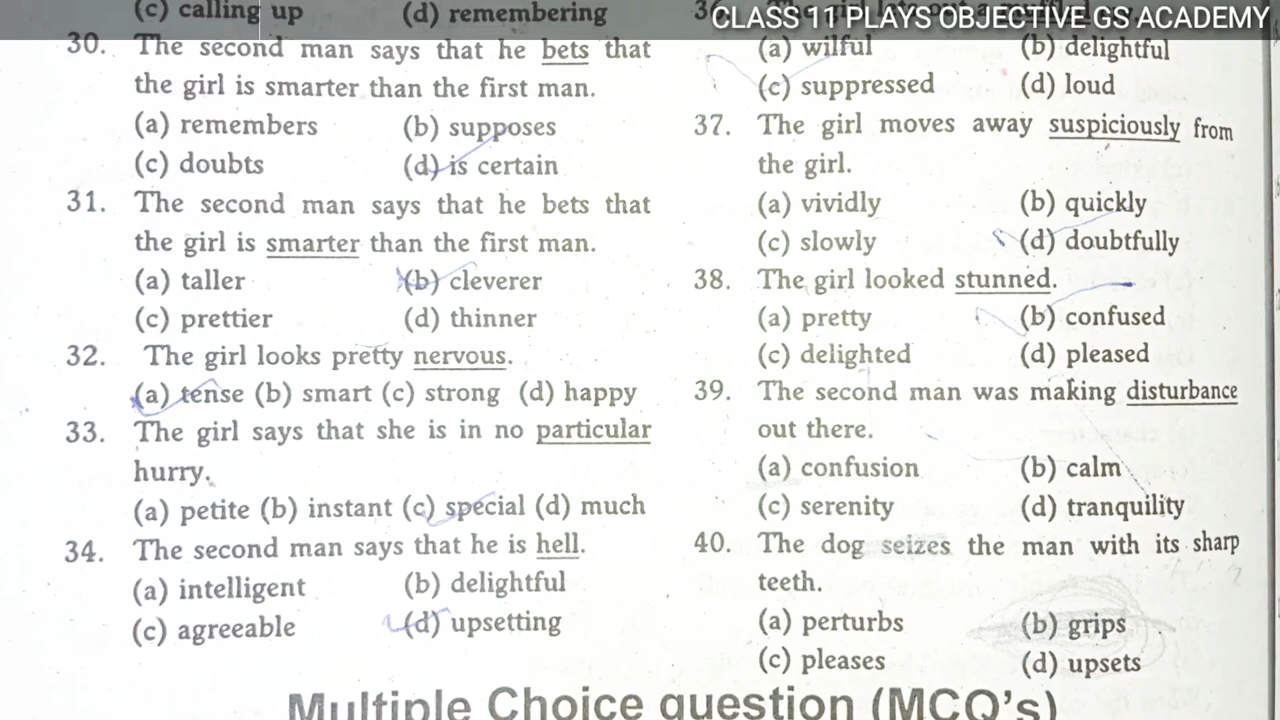 (c) calling up (d) remembering
30. The second man says that he bets that
the girl is smarter than the first man.
(a) remembers (b) supposes
(c) doubts (d) is certain
31. The second man says that he bets that
the girl is smarter than the first man.
(a) taller (b) cleverer
(c) prettier (d) thinner
32. The girl looks pretty nervous.
(a) tense (b) smart (c) strong (d) happy
33. The girl says that she is in no particular
hurry.
(a) petite (b) instant (c) special (d) much
34. The second man says that he is hell.
(a) intelligent (b) delightful
(c) agreeable (d) upsetting
CLASS 11 PLAYS OBJECTIVE GS ACADEMY
(a) wilful (b) delightful
(c) suppressed (d) loud
37. The girl moves away suspiciously from
the girl.
(a) vividly (b) quickly
(c) slowly (d) doubtfully
38. The girl looked stunned.
(a) pretty (b) confused
(c) delighted (d) pleased
39. The second man was making disturbance
out there.
(a) confusion (b) calm
(c) serenity (d) tranquility
40. The dog seizes the man with its sharp
teeth.
(a) perturbs (b) grips
(c) pleases (d) upsets
Multiple Choice question (MCQ's)